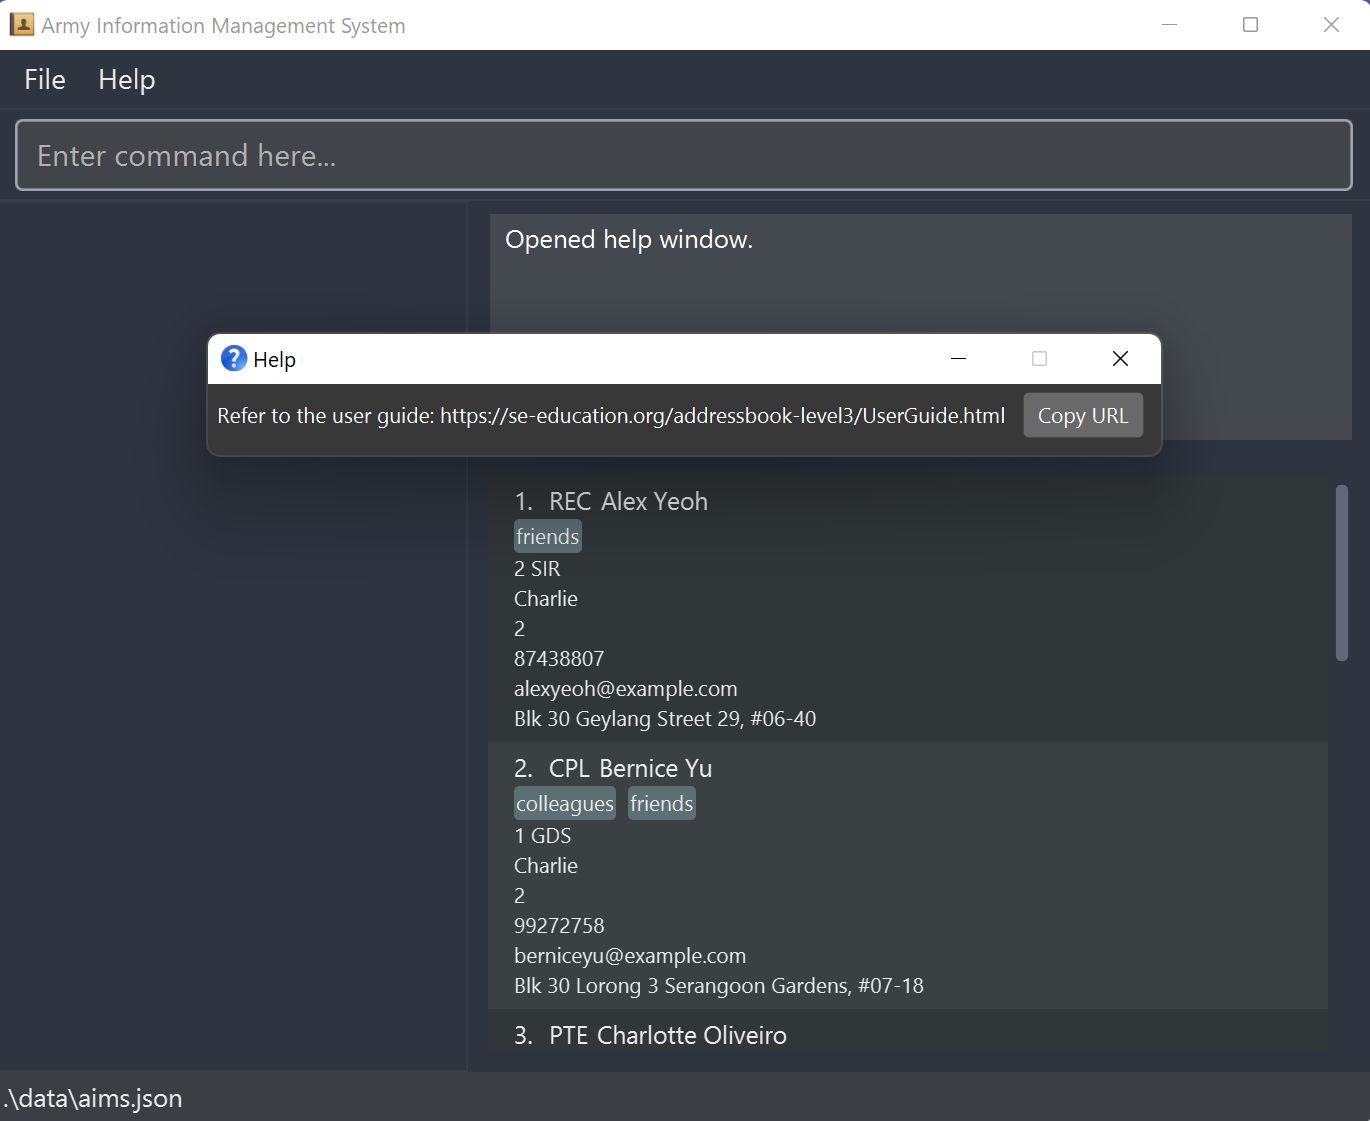 Army Information Management System
File Help
Enter command here...
Opened help window.
Help
Refer to the user guide: https://se-education.org/addressbook-level3/UserGuide.html Copy URL
1. REC Alex Yeoh
friends
2 SIR
Charlie
2
87438807
alexyeoh@example.com
Blk 30 Geylang Street 29, #06-40
2. CPL Bernice Yu
colleagues friends
1 GDS
Charlie
2
99272758
berniceyu@example.com
Blk 30 Lorong 3 Serangoon Gardens, #07-18
3. PTE Charlotte Oliveiro
.\data\aims.json